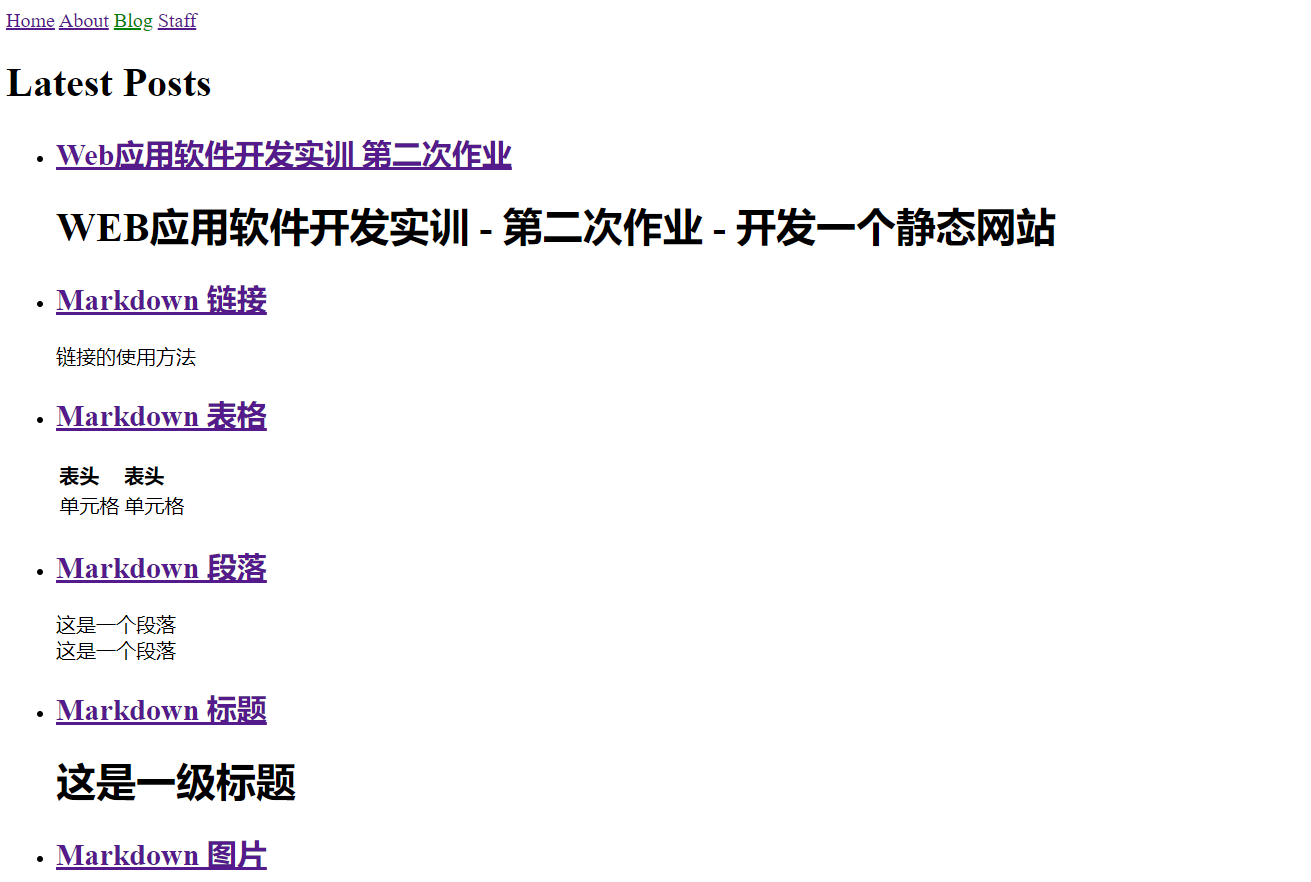 Home About Blog Staff
Latest Posts
Web应用软件开发实训 第二次作业
WEB应用软件开发实训 - 第二次作业 - 开发一个静态网站
Markdown 链接
链接的使用方法
Markdown 表格
表头 表头
单元格 单元格
Markdown 段落
这是一个段落
这是一个段落
Markdown 标题
这是一级标题
Markdown 图片